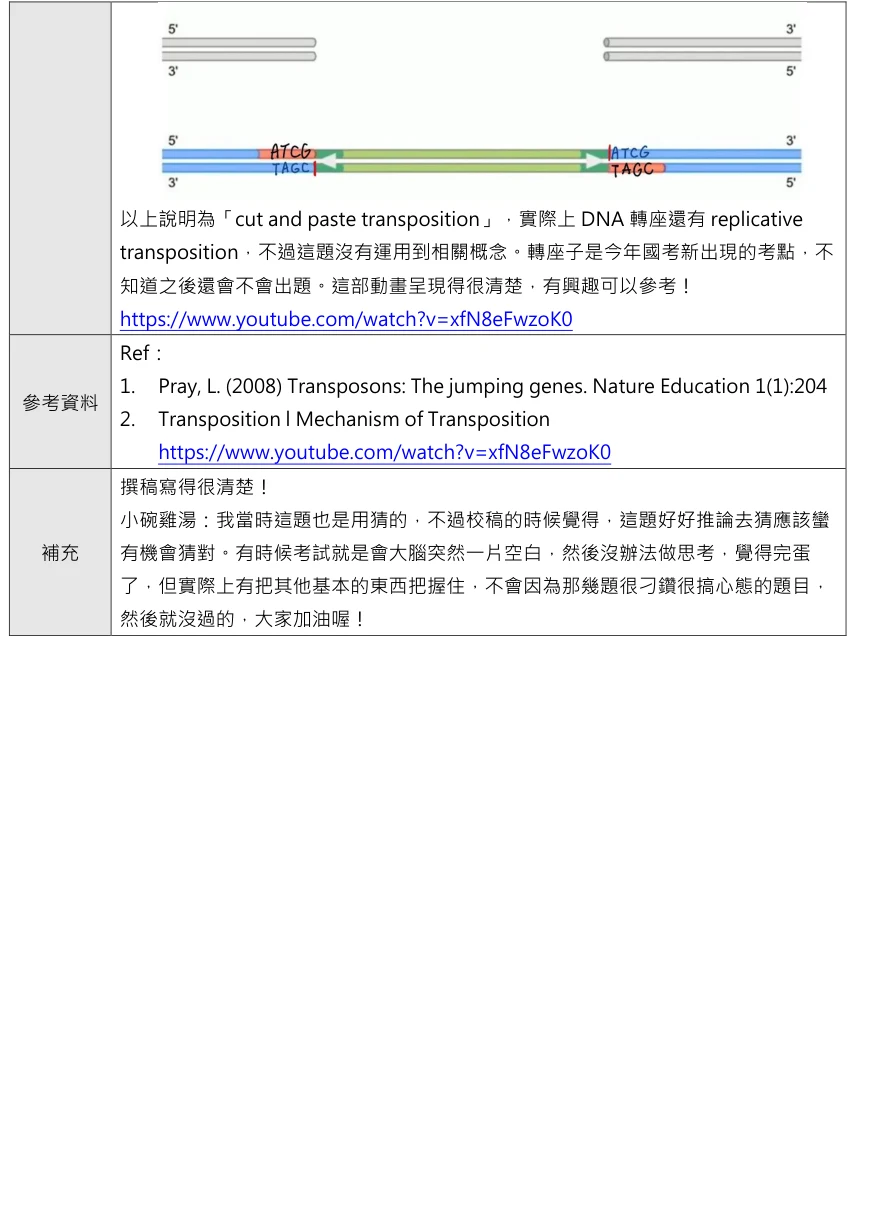 5' 3'
3' 5'
5' 3'
ATCG ATCG
TAGC TAGC
3' 5'
以上說明為「cut and paste transposition」，實際上 DNA 轉座還有 replicative
transposition，不過這題沒有運用到相關概念。轉座子是今年國考新出現的考點，不
知道之後還會不會出題。這部動畫呈現得很清楚，有興趣可以參考！
https://www.youtube.com/watch?v=xfN8eFwzoK0
參考資料
Ref：
1. Pray, L. (2008) Transposons: The jumping genes. Nature Education 1(1):204
2. Transposition l Mechanism of Transposition
https://www.youtube.com/watch?v=xfN8eFwzoK0
補充
撰稿寫得很清楚！
小碗雞湯：我當時這題也是用猜的，不過校稿的時候覺得，這題好好推論去猜應該蠻
有機會猜對。有時候考試就是會大腦突然一片空白，然後沒辦法做思考，覺得完蛋
了，但實際上有把其他基本的東西把握住，不會因為那幾題很刁鑽很搞心態的題目，
然後就沒過的，大家加油喔！